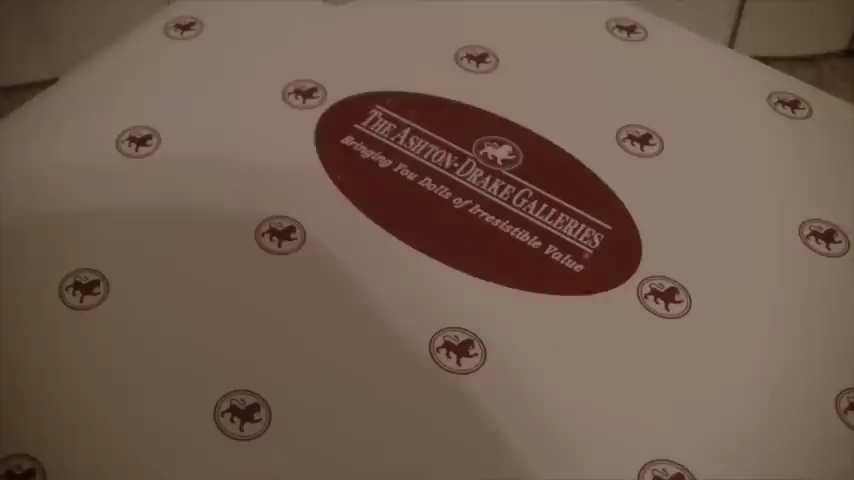 THE ASHTON-DRAKE GALLERIES
Bringing You Dolls of Irresistible Value